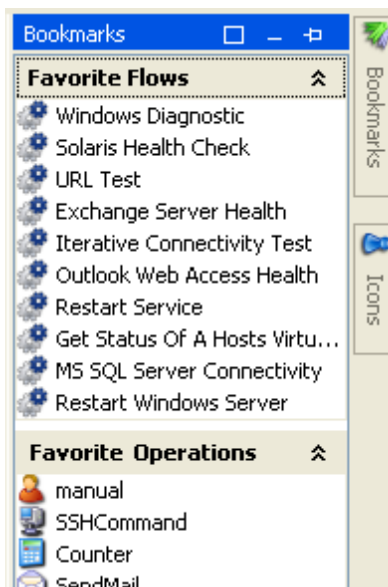 Bookmarks
Favorite Flows
Windows Diagnostic
Solaris Health Check
URL Test
Exchange Server Health
Iterative Connectivity Test
Outlook Web Access Health
Restart Service
Get Status Of A Hosts Virtu...
MS SQL Server Connectivity
Restart Windows Server
Favorite Operations
manual
SSHCommand
Counter
SendMail
Bookmarks
Icons